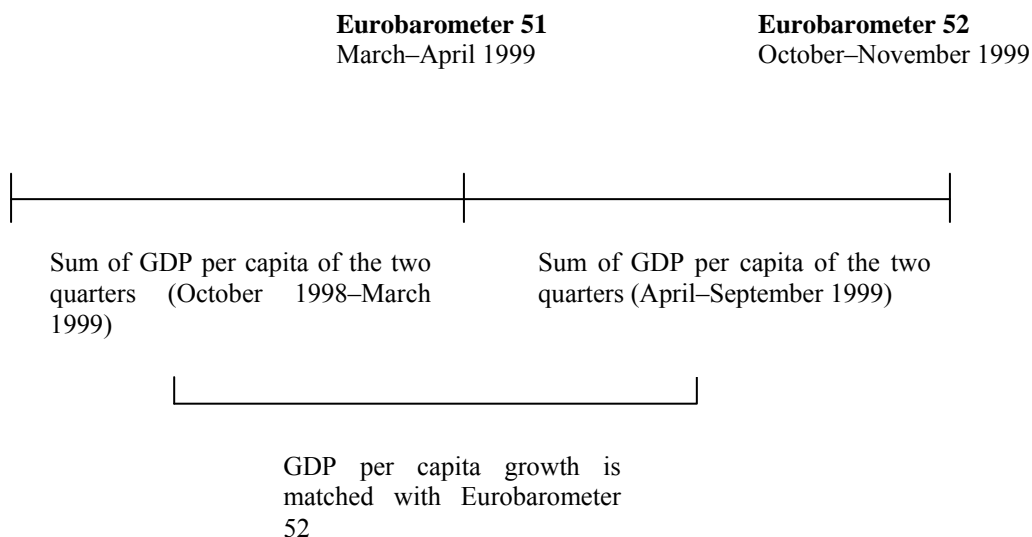 Eurobarometer 51
March–April 1999
Eurobarometer 52
October–November 1999
Sum of GDP per capita of the two
quarters (October 1998–March
1999)
Sum of GDP per capita of the two
quarters (April–September 1999)
GDP per capita growth is
matched with Eurobarometer
52